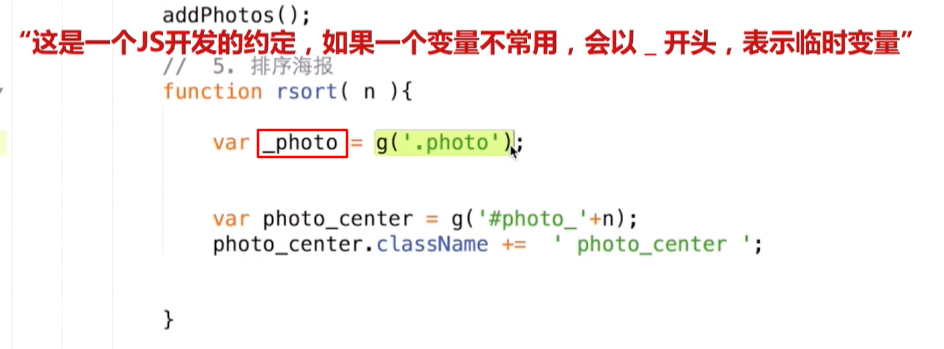 addPhotos();
“这是一个JS开发的约定，如果一个变量不常用，会以 _ 开头，表示临时变量”
// 5. 排序海报
function rsort( n ){
var _photo = g('.photo');
var photo_center = g('#photo_'+n);
photo_center.className += ' photo_center ';
}